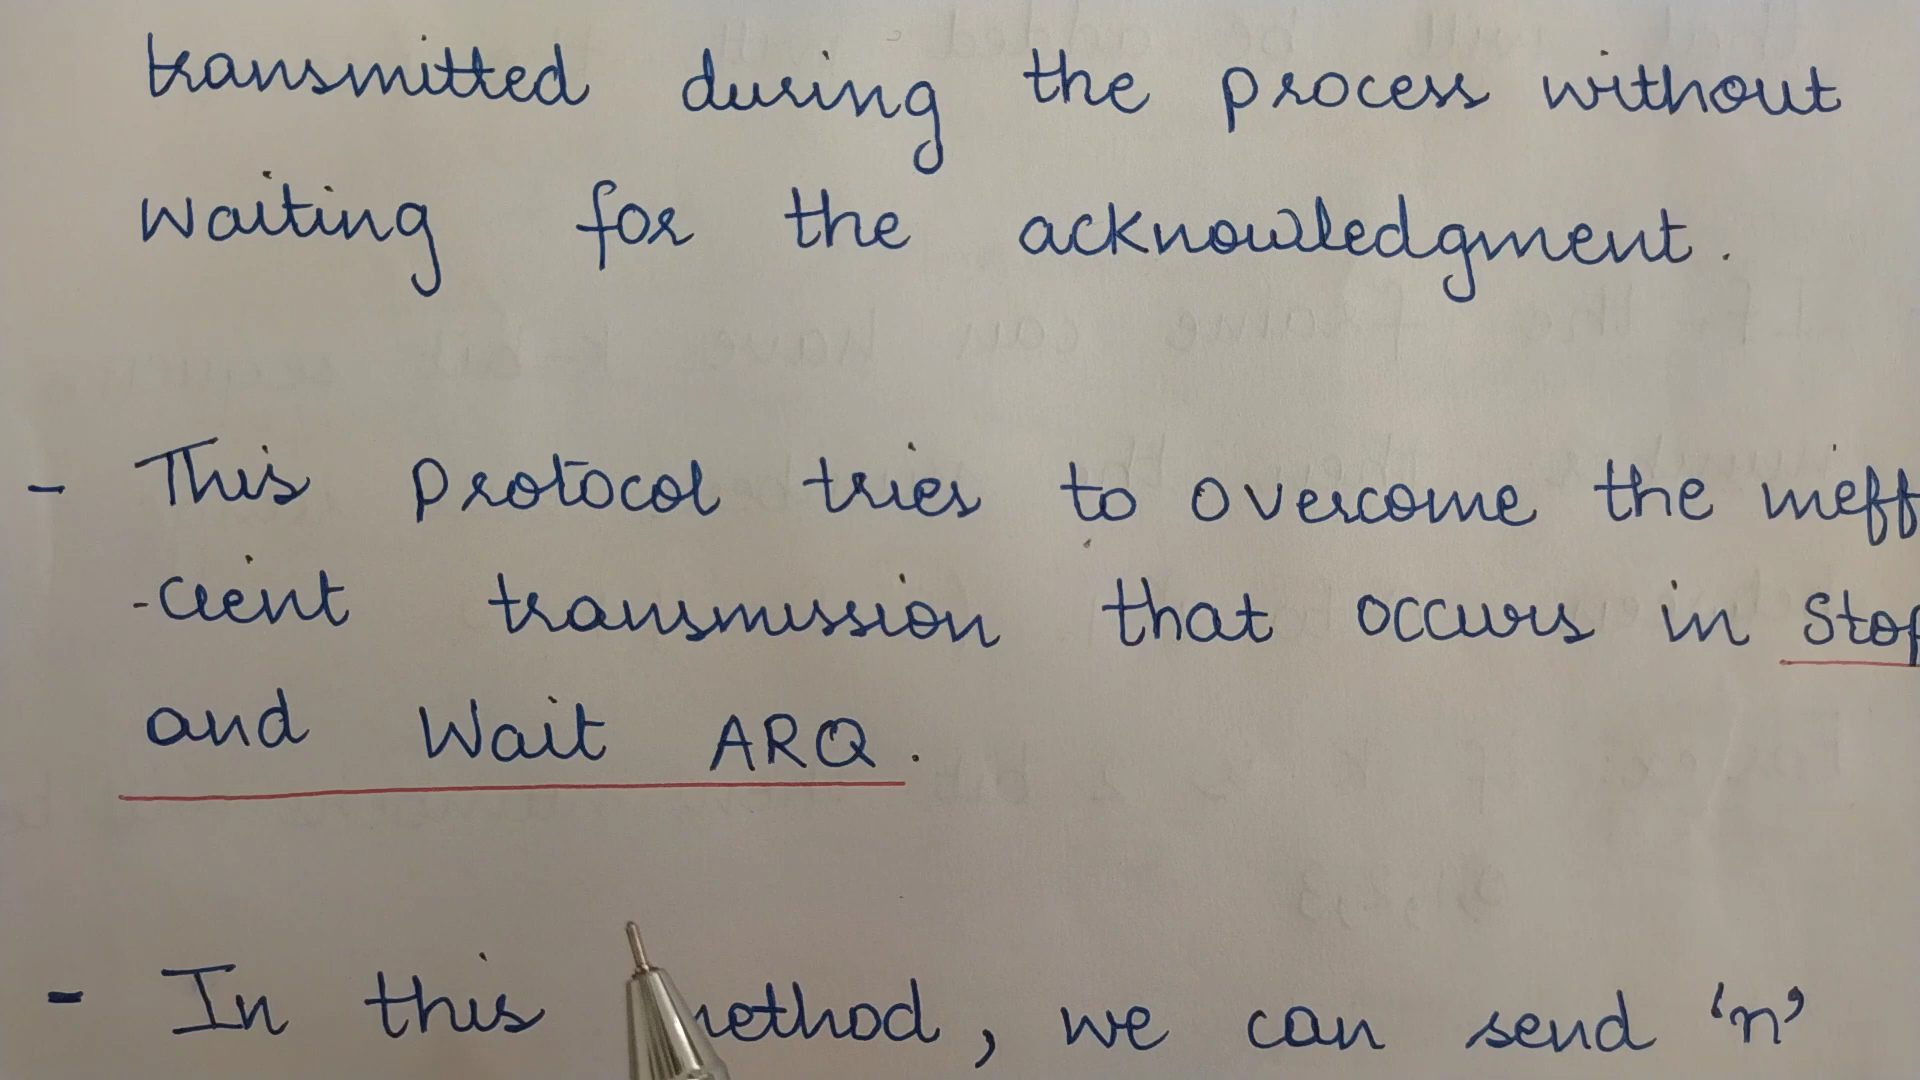 transmitted during the process without
waiting for the acknowledgment.
- This protocol tries to overcome the ineff
-cient transmission that occurs in Stop
and Wait ARQ.
- In this method, we can send 'n'